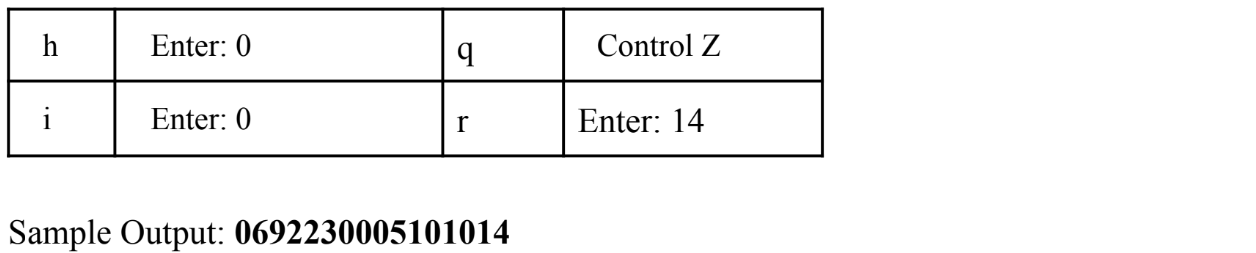 h Enter: 0 q Control Z
i Enter: 0 r Enter: 14
Sample Output: 0692230005101014